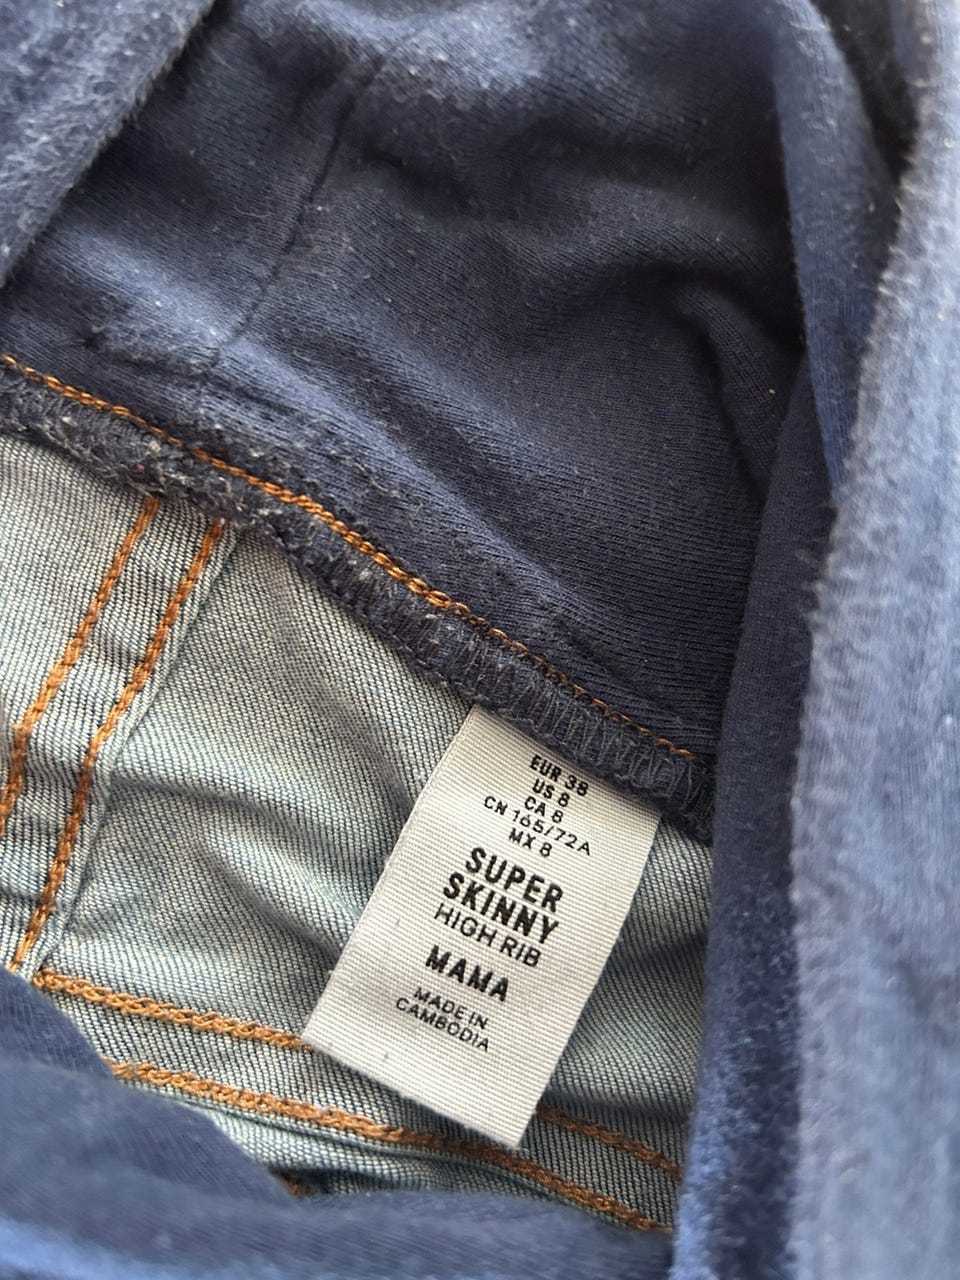 EUR 38
US 8
CA 8
CN 165/72A
MX 8
SUPER
SKINNY
HIGH RIB
MAMA
MADE IN
CAMBODIA